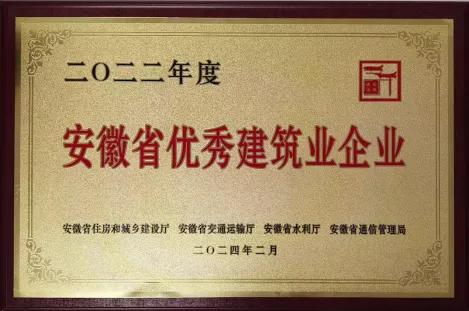 二〇二二年度
安徽省优秀建筑业企业
安徽省住房和城乡建设厅 安徽省交通运输厅 安徽省水利厅 安徽省通信管理局
二〇二四年二月